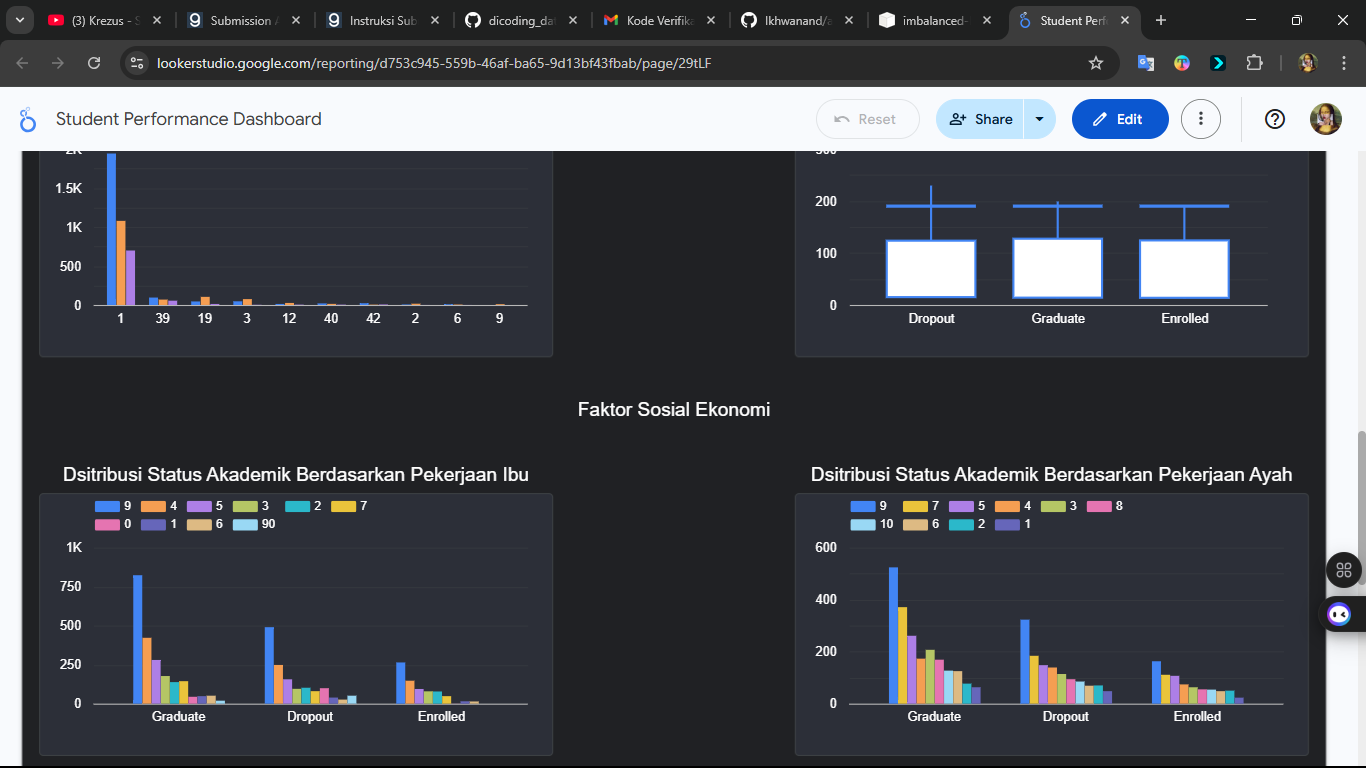 (3) Krezus - S
Submission
Instruksi Sub
dicoding_dat
Kode Verifika
Ikhwanand/a
imbalanced-
Student Perf
lookerstudio.google.com/reporting/d753c945-559b-46af-ba65-9d13bf43fbab/page/29tLF
Student Performance Dashboard
Reset
Share
Edit
2K
1.5K
1K
500
0
1 39 19 3 12 40 42 2 6 9
300
200
100
0
Dropout Graduate Enrolled
Faktor Sosial Ekonomi
Dsitribusi Status Akademik Berdasarkan Pekerjaan Ibu
9 4 5 3 2 7
0 1 6 90
1K
750
500
250
0
Graduate Dropout Enrolled
Dsitribusi Status Akademik Berdasarkan Pekerjaan Ayah
9 7 5 4 3 8
10 6 2 1
600
400
200
0
Graduate Dropout Enrolled